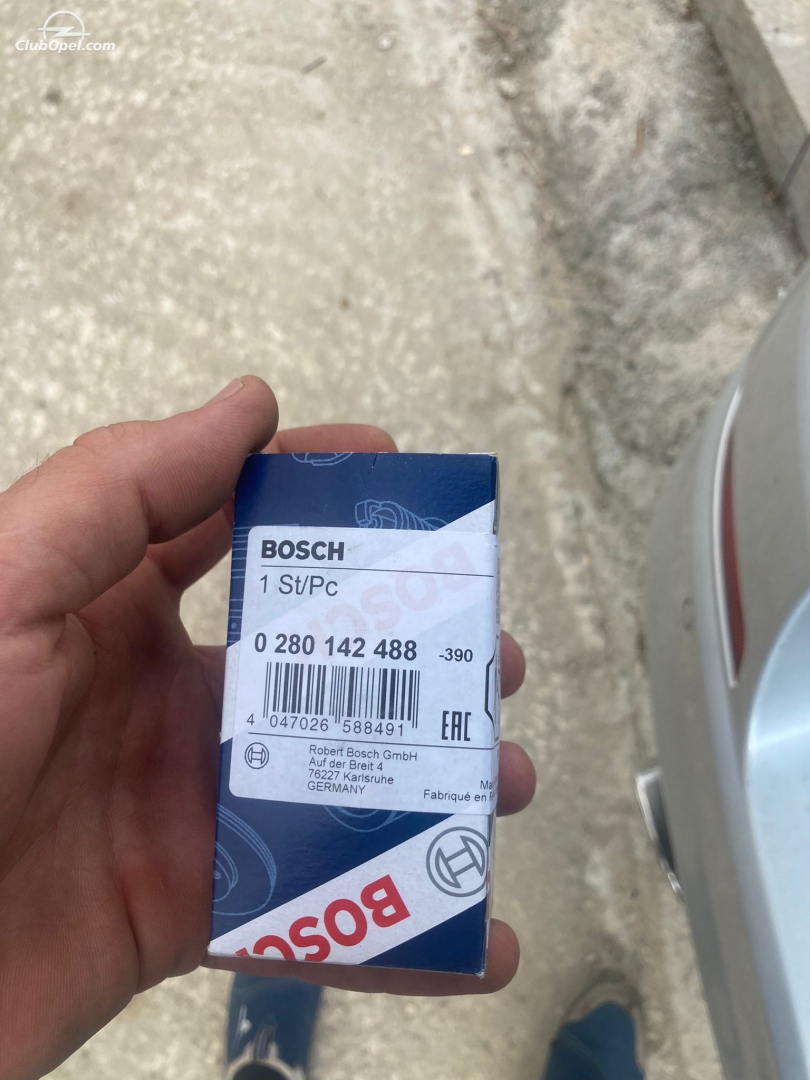 ClubOpel.com
BOSCH
BOSCH
1 St/Pc
0 280 142 488 -390
4 047026 588491
EAC
Robert Bosch GmbH
Auf der Breit 4
76227 Karlsruhe
GERMANY
Fabriqué en
BOSCH